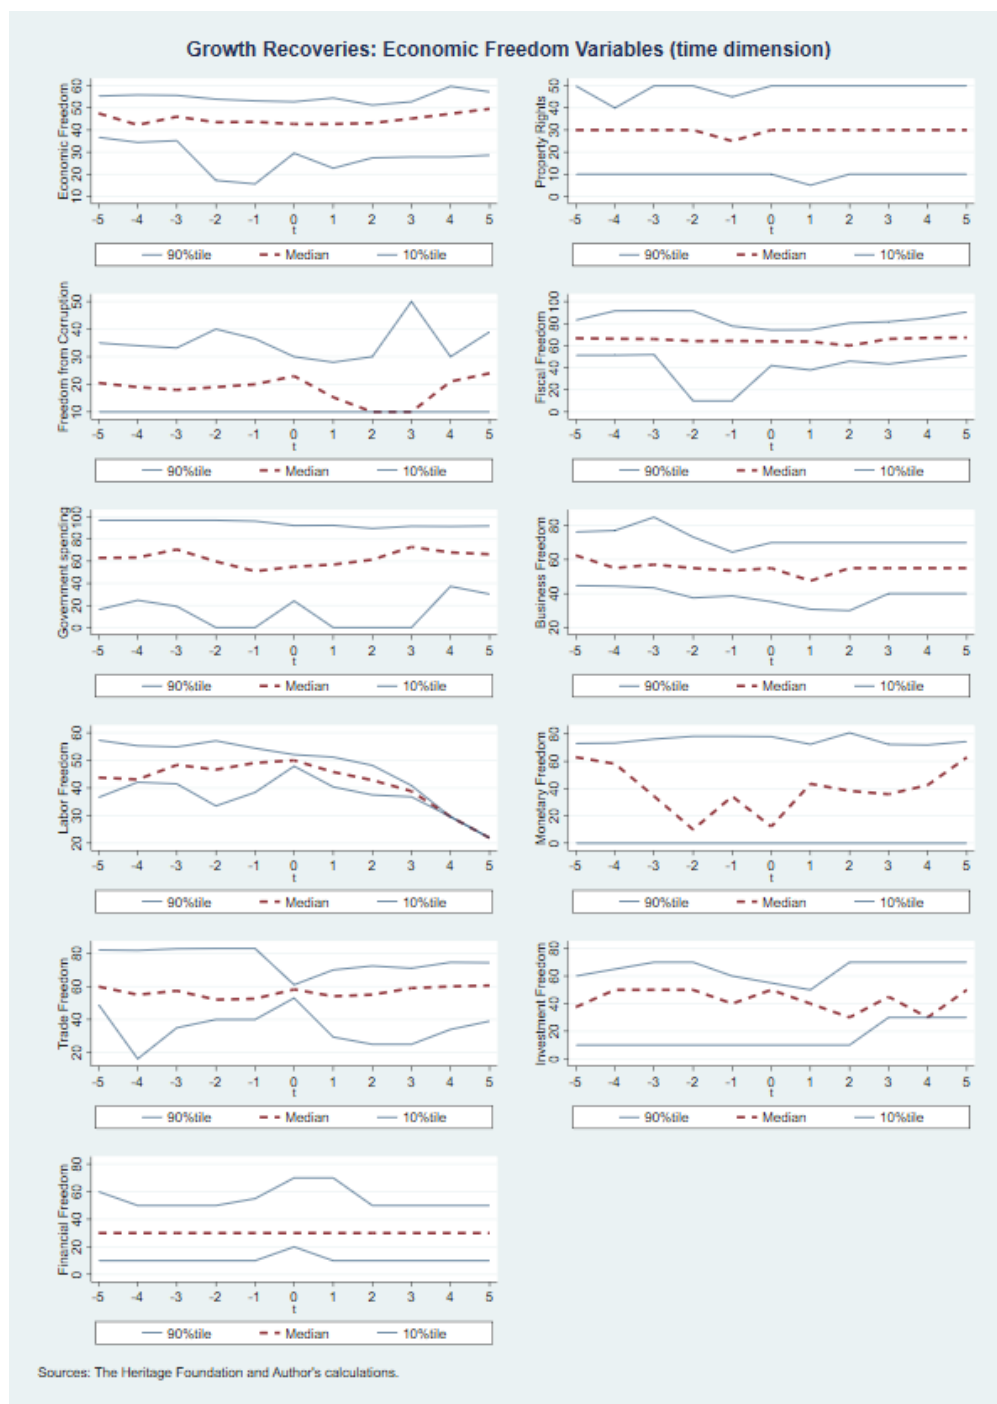 Growth Recoveries: Economic Freedom Variables (time dimension)
Economic Freedom
60
50
40
30
20
10
-5 -4 -3 -2 -1 0 1 2 3 4 5
t
90%tile Median 10%tile
Property Rights
50
40
30
20
10
0
-5 -4 -3 -2 -1 0 1 2 3 4 5
t
90%tile Median 10%tile
Freedom from Corruption
50
40
30
20
10
-5 -4 -3 -2 -1 0 1 2 3 4 5
t
90%tile Median 10%tile
Fiscal Freedom
100
80
60
40
20
0
-5 -4 -3 -2 -1 0 1 2 3 4 5
t
90%tile Median 10%tile
Government spending
100
80
60
40
20
0
-5 -4 -3 -2 -1 0 1 2 3 4 5
t
90%tile Median 10%tile
Business Freedom
80
60
40
20
-5 -4 -3 -2 -1 0 1 2 3 4 5
t
90%tile Median 10%tile
Labor Freedom
60
50
40
30
20
-5 -4 -3 -2 -1 0 1 2 3 4 5
t
90%tile Median 10%tile
Monetary Freedom
80
60
40
20
0
-5 -4 -3 -2 -1 0 1 2 3 4 5
t
90%tile Median 10%tile
Trade Freedom
80
60
40
20
-5 -4 -3 -2 -1 0 1 2 3 4 5
t
90%tile Median 10%tile
Investment Freedom
80
60
40
20
0
-5 -4 -3 -2 -1 0 1 2 3 4 5
t
90%tile Median 10%tile
Financial Freedom
80
60
40
20
0
-5 -4 -3 -2 -1 0 1 2 3 4 5
t
90%tile Median 10%tile
Sources: The Heritage Foundation and Author's calculations.